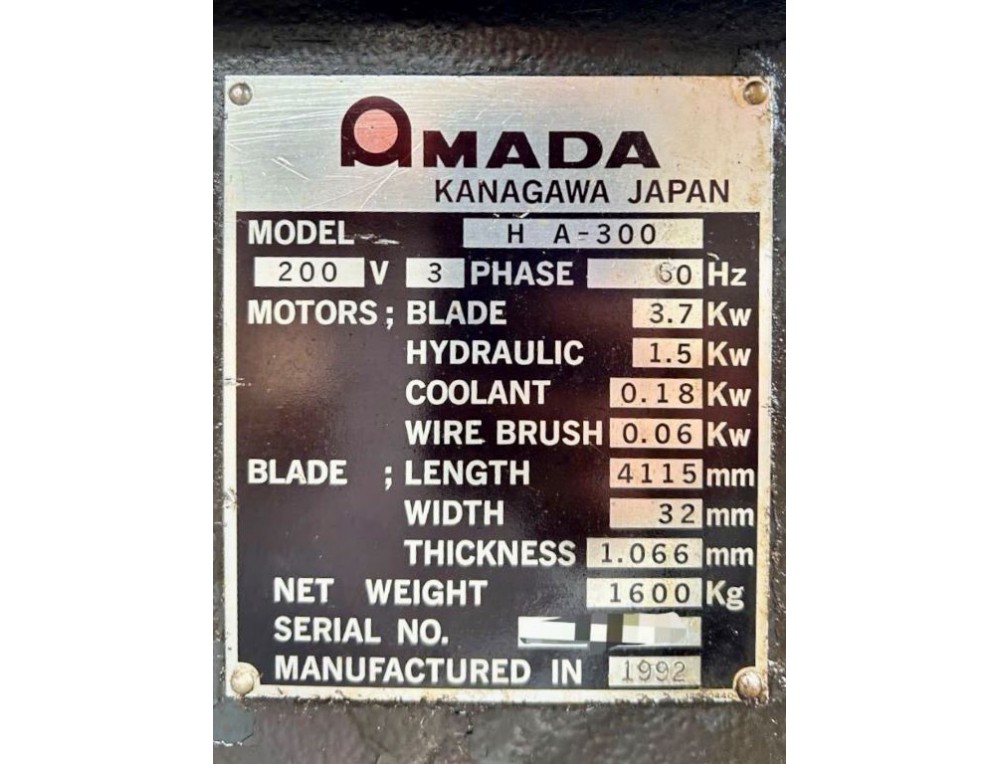 AMADA
KANAGAWA JAPAN
MODEL H A-300
200 V 3 PHASE 60 Hz
MOTORS ; BLADE 3.7 Kw
HYDRAULIC 1.5 Kw
COOLANT 0.18 Kw
WIRE BRUSH 0.06 Kw
BLADE ; LENGTH 4115 mm
WIDTH 32 mm
THICKNESS 1.066 mm
NET WEIGHT 1600 Kg
SERIAL NO.
MANUFACTURED IN 1992